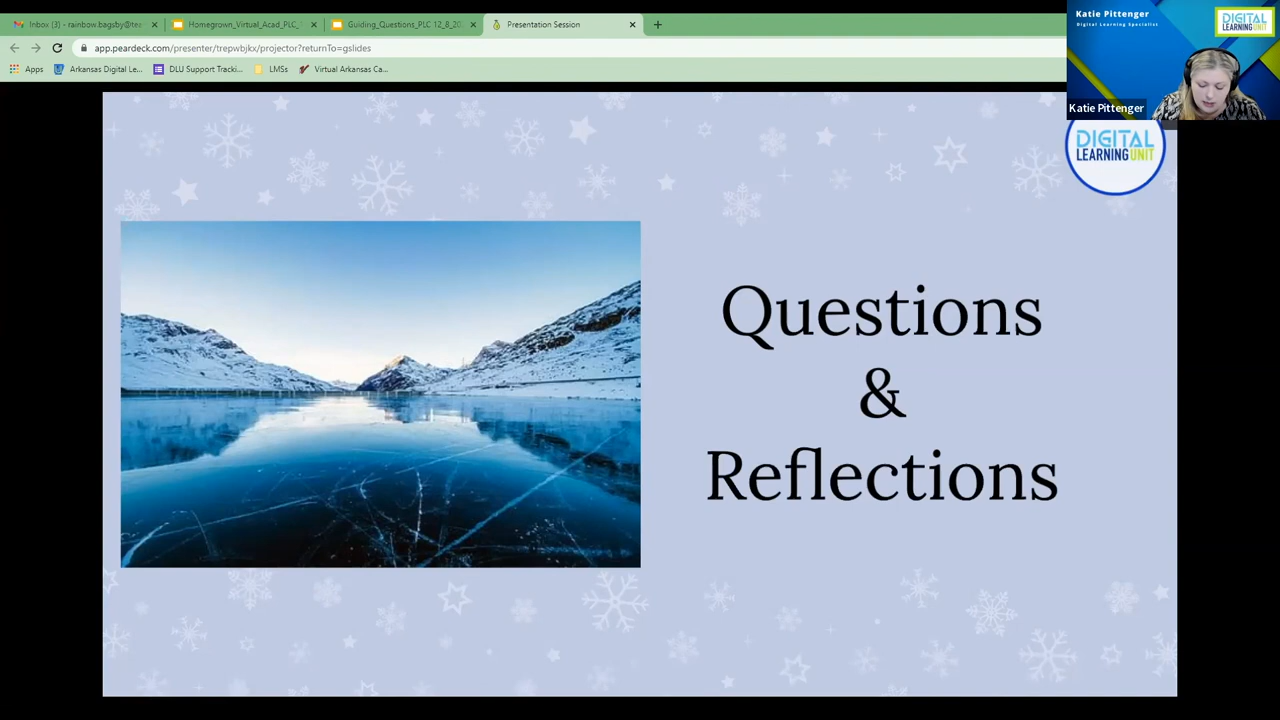 Inbox (3) - rainbow.bagsby@tea
Homegrown_Virtual_Acad_PLC_
Guiding_Questions_PLC 12_8_20
Presentation Session
app.peardeck.com/presenter/trepwbjkx/projector?returnTo=gslides
Apps
Arkansas Digital Le...
DLU Support Tracki...
LMSs
Virtual Arkansas Ca...
Katie Pittenger
Digital Learning Specialist
DIGITAL
LEARNING UNIT
Katie Pittenger
DIGITAL
LEARNING UNIT
Questions
&
Reflections